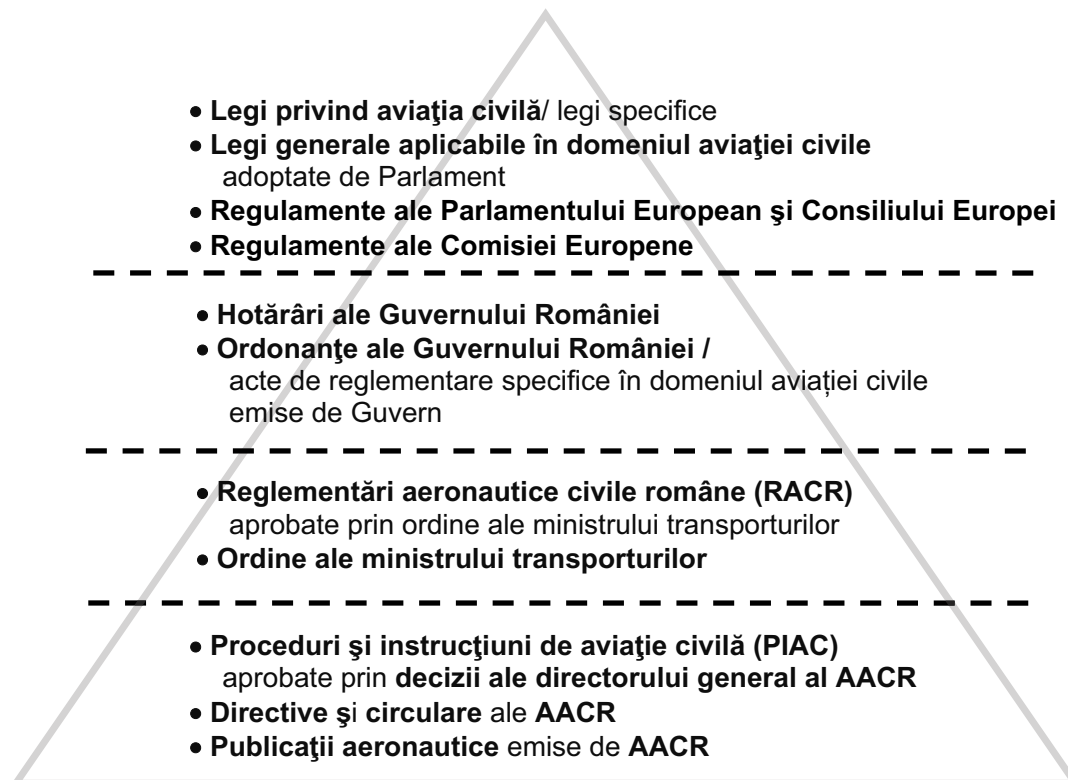 • Legi privind aviaţia civilă/ legi specifice
• Legi generale aplicabile în domeniul aviaţiei civile
adoptate de Parlament
• Regulamente ale Parlamentului European şi Consiliului Europei
• Regulamente ale Comisiei Europene
• Hotărâri ale Guvernului României
• Ordonanţe ale Guvernului României /
acte de reglementare specifice în domeniul aviației civile
emise de Guvern
• Reglementări aeronautice civile române (RACR)
aprobate prin ordine ale ministrului transporturilor
• Ordine ale ministrului transporturilor
• Proceduri şi instrucţiuni de aviaţie civilă (PIAC)
aprobate prin decizii ale directorului general al AACR
• Directive şi circulare ale AACR
• Publicaţii aeronautice emise de AACR